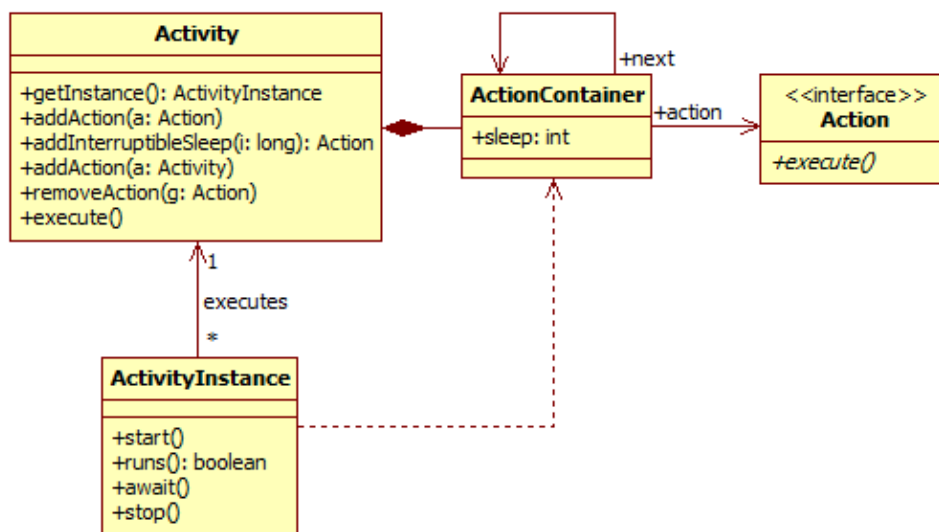 Activity
+getInstance(): ActivityInstance
+addAction(a: Action)
+addInterruptibleSleep(i: long): Action
+addAction(a: Activity)
+removeAction(g: Action)
+execute()
+next
ActionContainer
+sleep: int
+action
<<interface>>
Action
+execute()
1
executes
*
ActivityInstance
+start()
+runs(): boolean
+await()
+stop()